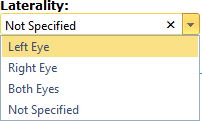 Laterality:
Not Specified
Left Eye
Right Eye
Both Eyes
Not Specified